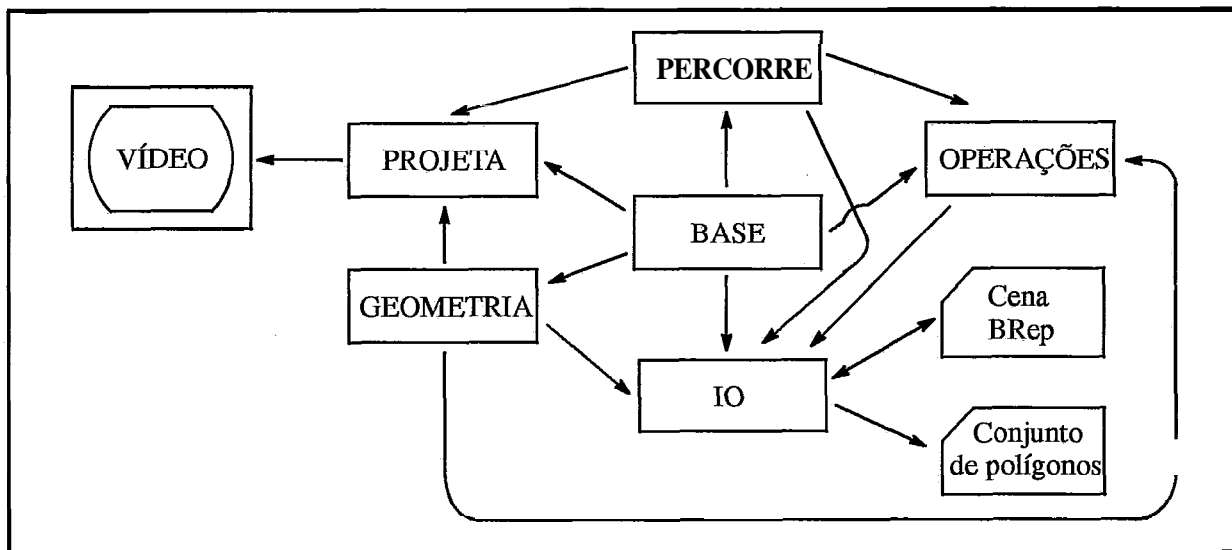 PERCORRE
VÍDEO
PROJETA
OPERAÇÕES
BASE
GEOMETRIA
Cena
BRep
IO
Conjunto
de polígonos